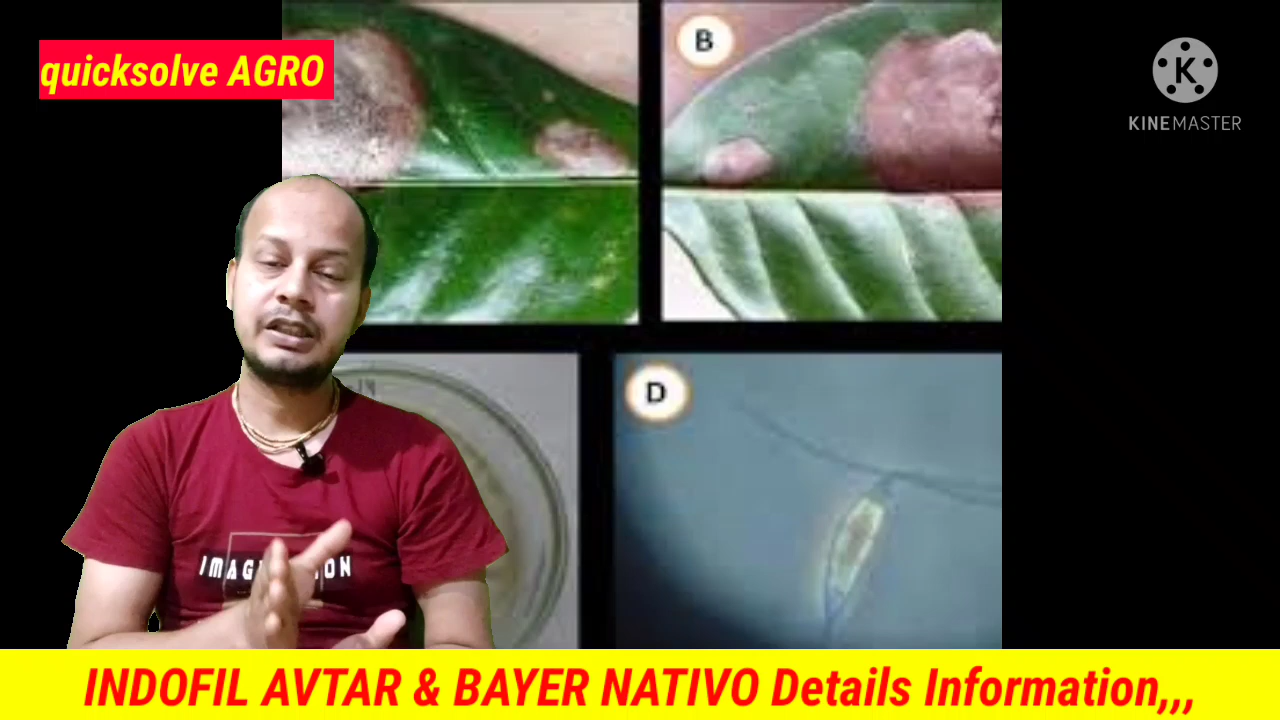 quicksolve AGRO
B
K
KINEMASTER
D
INDOFIL AVTAR & BAYER NATIVO Details Information,,,